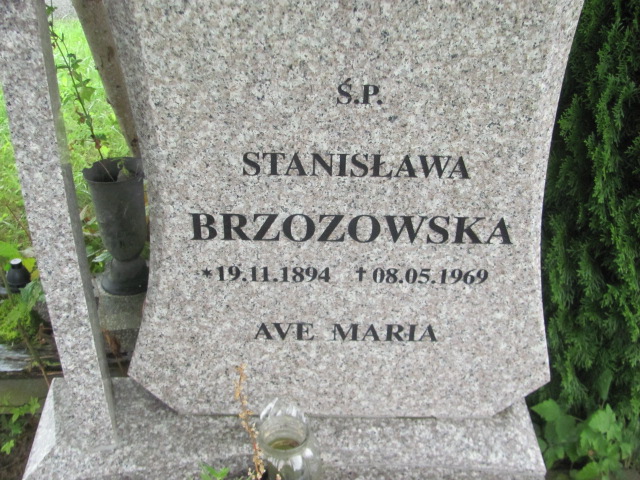 Ś.P.
STANISŁAWA
BRZOZOWSKA
*19.11.1894 †08.05.1969
AVE MARIA